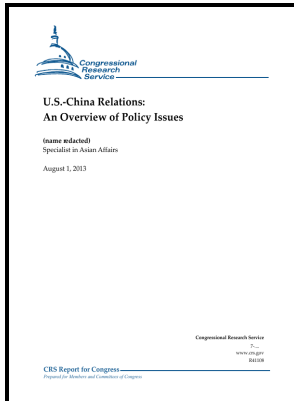 Congressional
Research
Service
U.S.-China Relations:
An Overview of Policy Issues
(name redacted)
Specialist in Asian Affairs
August 1, 2013
Congressional Research Service
7-....
www.crs.gov
R41108
CRS Report for Congress
Prepared for Members and Committees of Congress